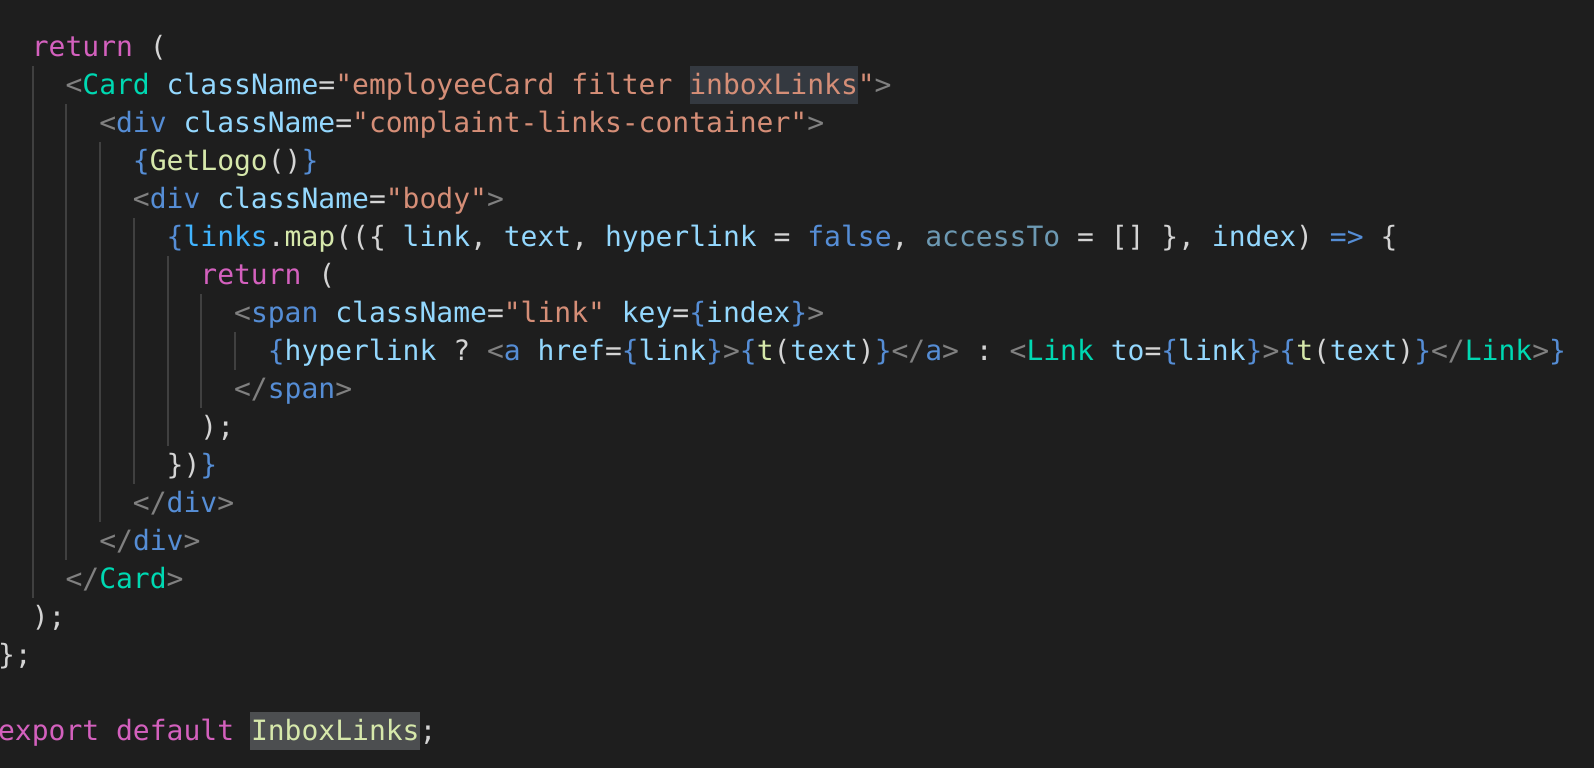 return (
<Card className="employeeCard filter inboxLinks">
<div className="complaint-links-container">
{GetLogo()}
<div className="body">
{links.map(({ link, text, hyperlink = false, accessTo = [] }, index) => {
return (
<span className="link" key={index}>
{hyperlink ? <a href={link}>{t(text)}</a> : <Link to={link}>{t(text)}</Link>}
</span>
);
})}
</div>
</div>
</Card>
);
};
export default InboxLinks;